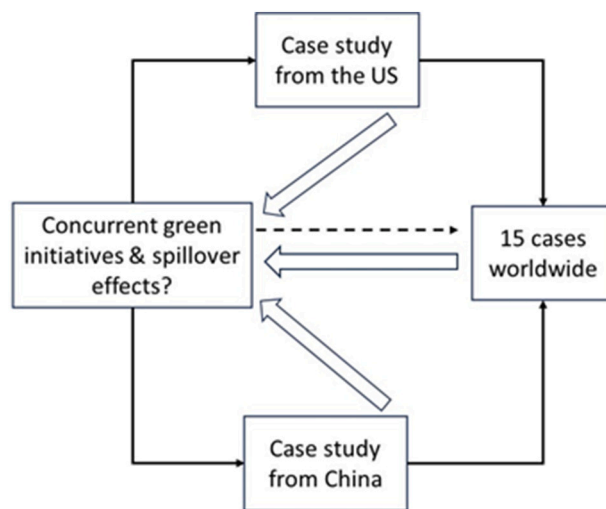 Case study
from the US
Concurrent green
initiatives & spillover
effects?
15 cases
worldwide
Case study
from China